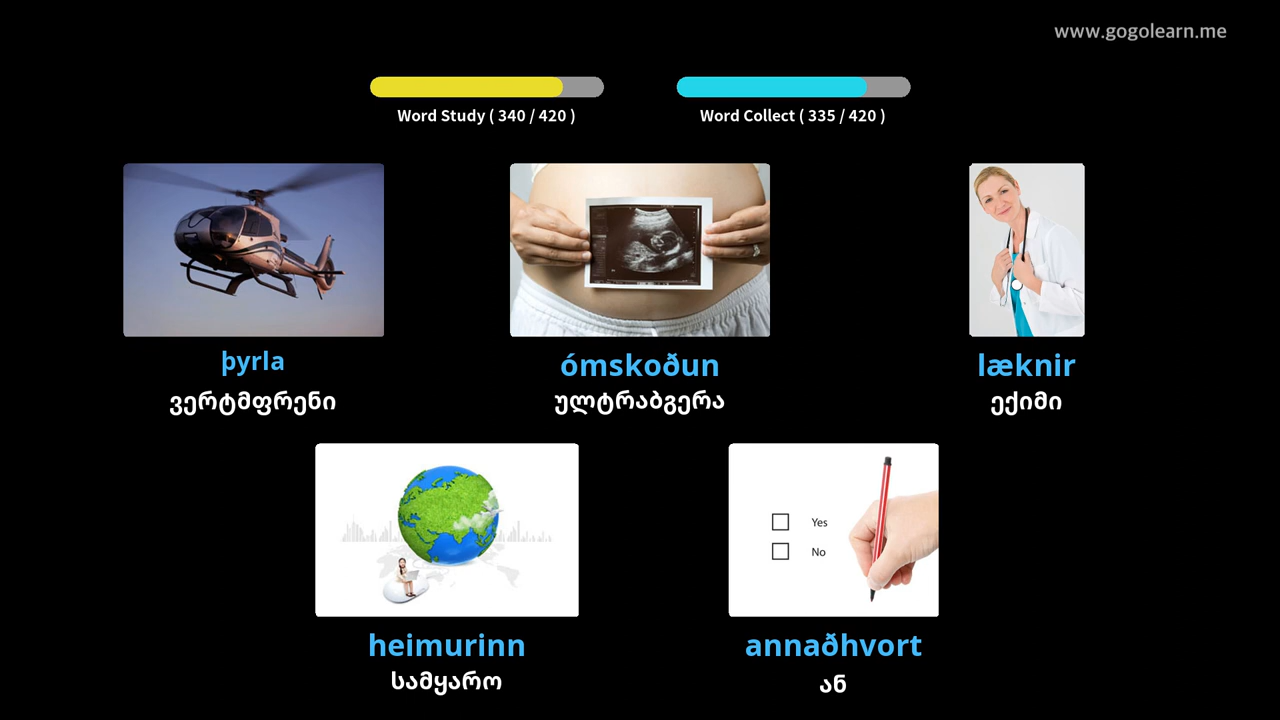 www.gogolearn.me
Word Study ( 340 / 420 )
Word Collect ( 335 / 420 )
þyrla
ვერტმფრენი
ómskoðun
ულტრაბგერა
læknir
ექიმი
Yes
No
heimurinn
სამყარო
annaðhvort
ან